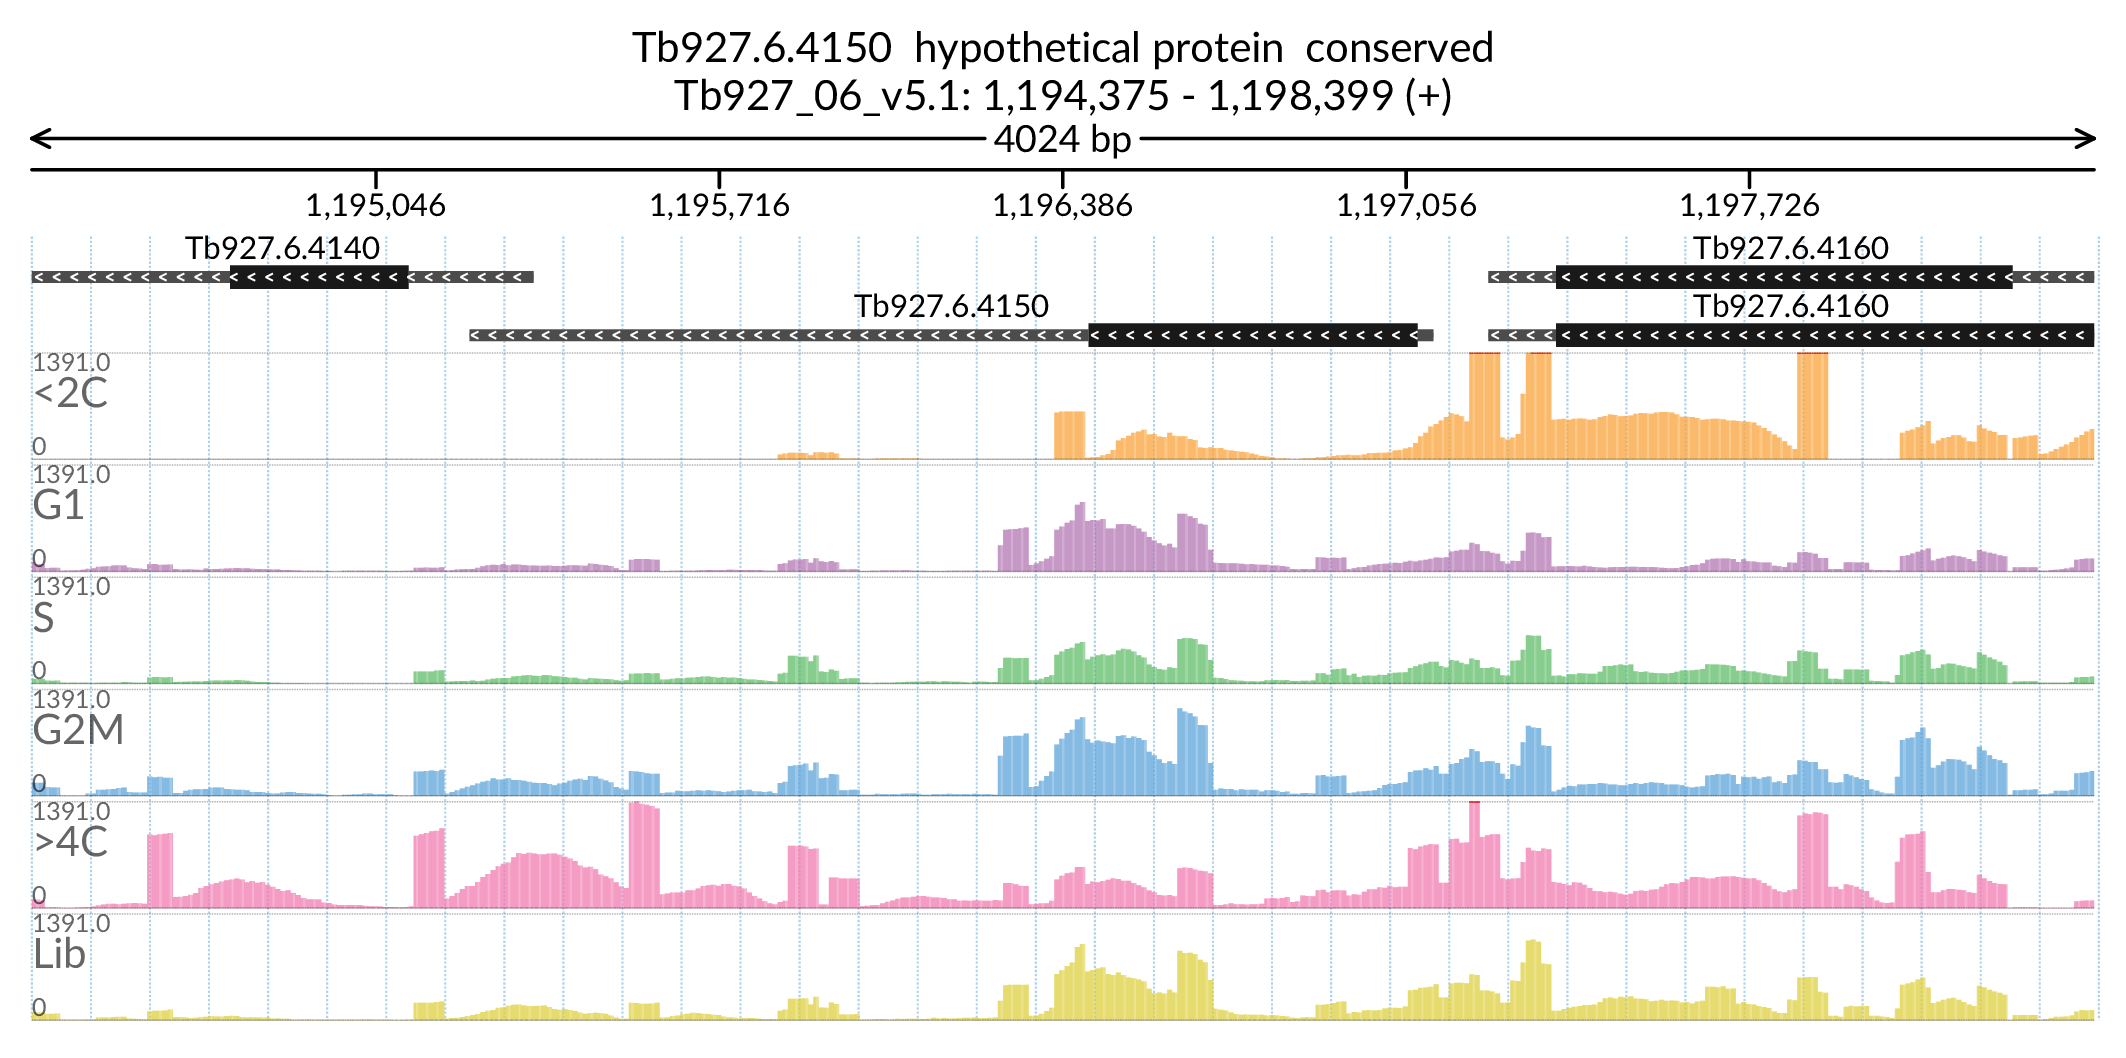 Tb927.6.4150 hypothetical protein conserved
Tb927_06_v5.1: 1,194,375 - 1,198,399 (+)
4024 bp
1,195,046 1,195,716 1,196,386 1,197,056 1,197,726
Tb927.6.4140 Tb927.6.4160
Tb927.6.4150 Tb927.6.4160
1391.0
<2C
0
1391.0
G1
0
1391.0
S
0
1391.0
G2M
0
1391.0
>4C
0
1391.0
Lib
0